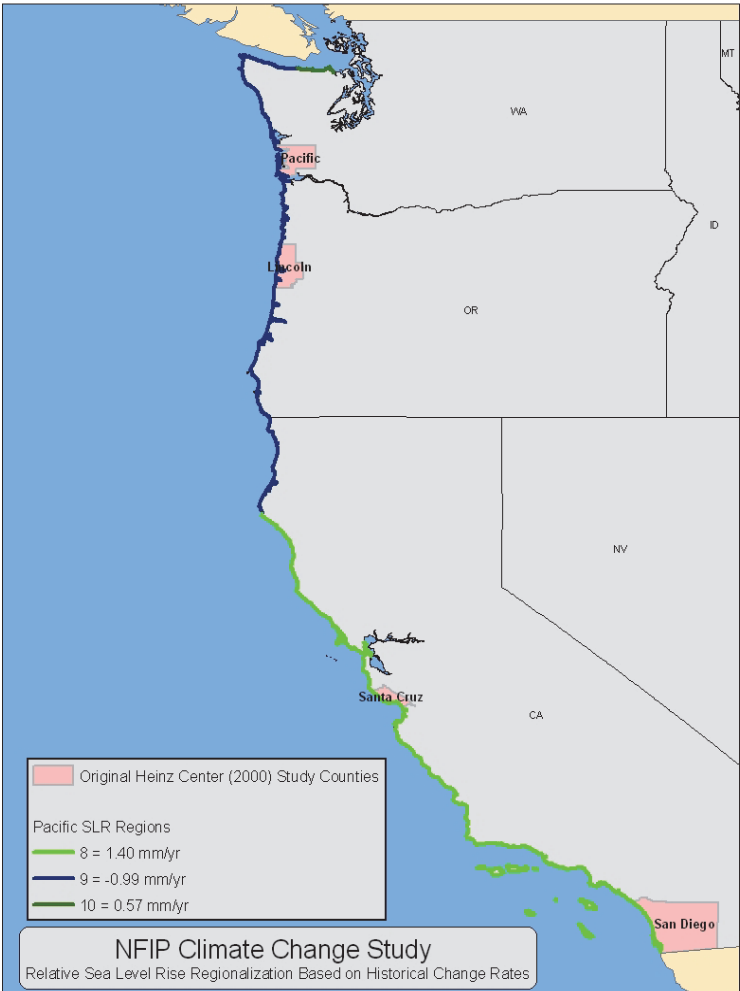 MT
WA
Pacific
ID
Lincoln
OR
NV
Santa Cruz
CA
Original Heinz Center (2000) Study Counties
Pacific SLR Regions
8 = 1.40 mm/yr
9 = -0.99 mm/yr
10 = 0.57 mm/yr
San Diego
NFIP Climate Change Study
Relative Sea Level Rise Regionalization Based on Historical Change Rates